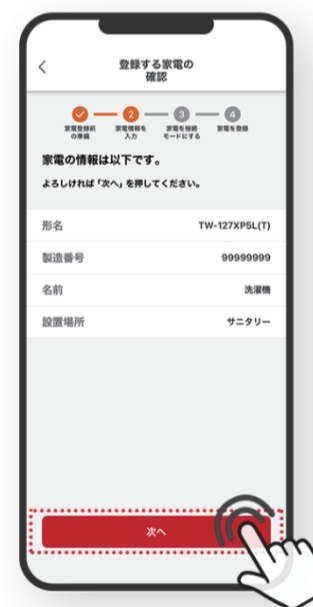 登録する家電の
確認
2
3
4
家電登録前
の準備
家電情報を
入力
家電を接続
モードにする
家電を登録
家電の情報は以下です。
よろしければ「次へ」を押してください。
形名 TW-127XP5L(T)
製造番号 99999999
名前 洗濯機
設置場所 サニタリー
次へ